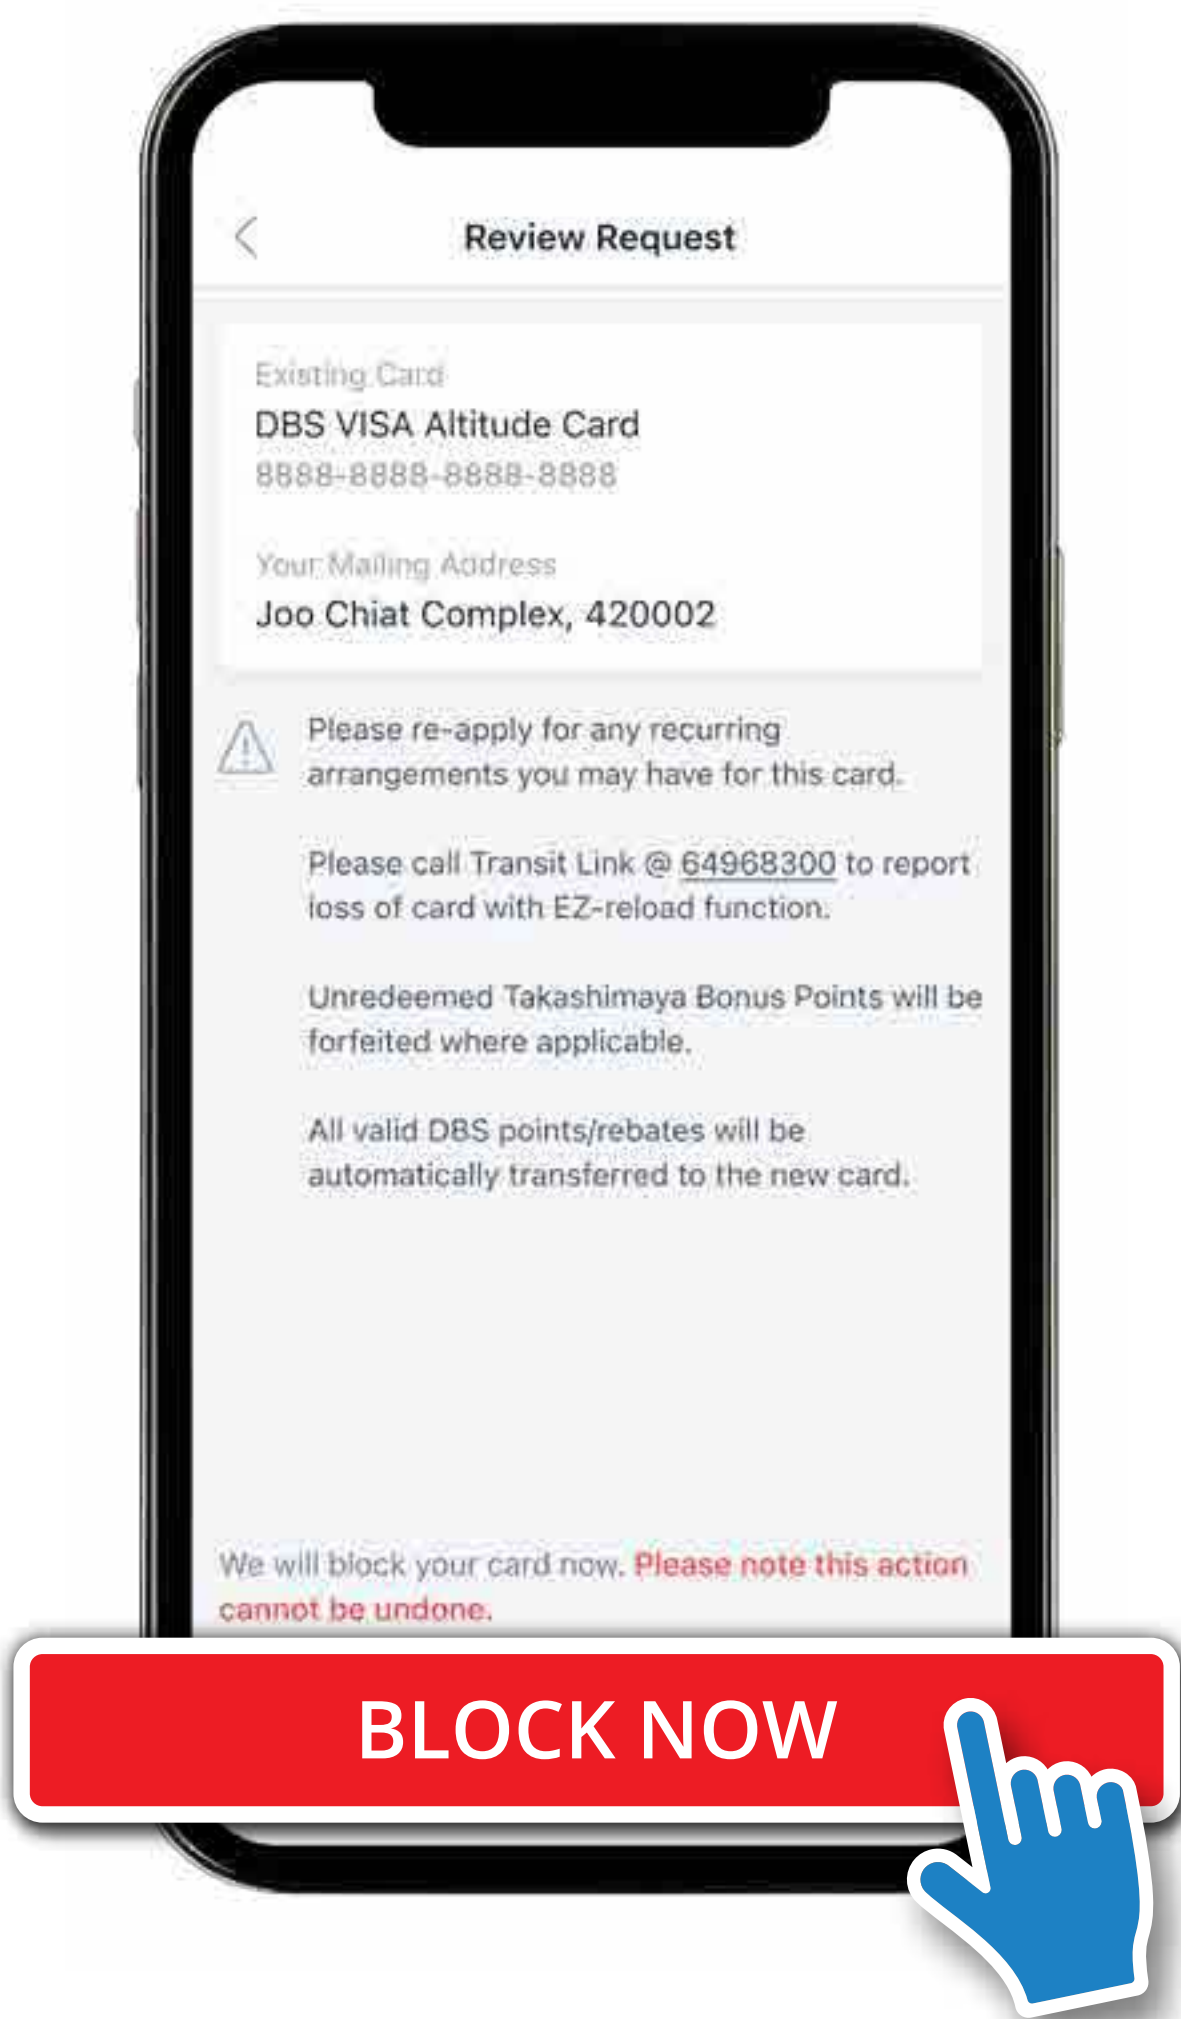 Review Request
Existing Card
DBS VISA Altitude Card
8888-8888-8888-8888
Your Mailing Address
Joo Chiat Complex, 420002
Please re-apply for any recurring
arrangements you may have for this card.
Please call Transit Link @ 64968300 to report
loss of card with EZ-reload function.
Unredeemed Takashimaya Bonus Points will be
forfeited where applicable.
All valid DBS points/rebates will be
automatically transferred to the new card.
We will block your card now. Please note this action
cannot be undone.
BLOCK NOW